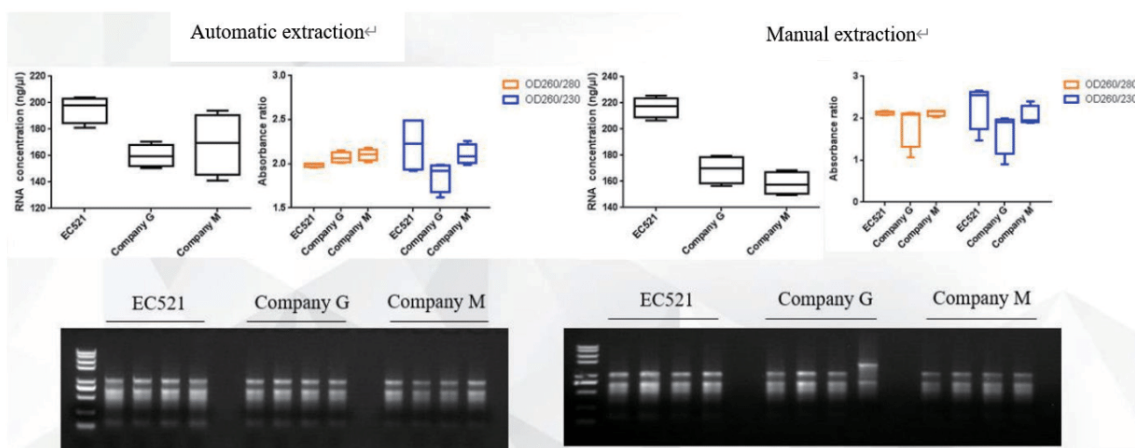 Automatic extraction↵
Manual extraction↵
RNA concentration (ng/µl)
220
200
180
160
140
120
EC521
Company G
Company M
Absorbance ratio
3.0
2.5
2.0
1.5
1.0
EC521
Company G
Company M
EC521
Company G
Company M
OD260/280
OD260/230
RNA concentration (ng/µl)
240
220
200
180
160
140
EC521
Company G
Company M
Absorbance ratio
3
2
1
0
EC521
Company G
Company M
EC521
Company G
Company M
OD260/280
OD260/230
EC521
Company G
Company M
EC521
Company G
Company M